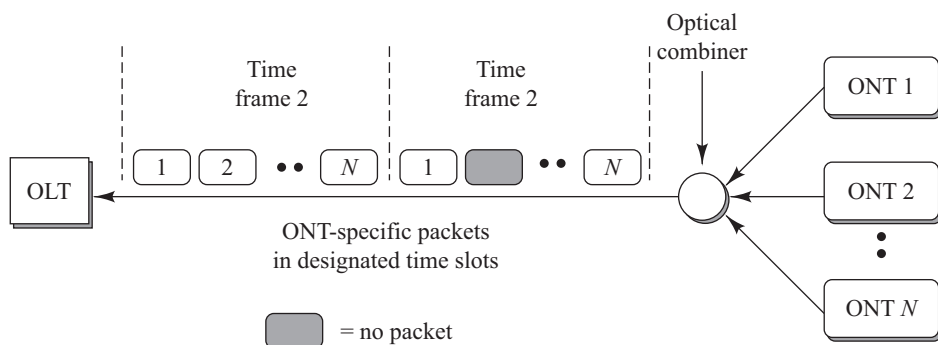 Optical
combiner
Time
frame 2
Time
frame 2
ONT 1
1
2
N
1
N
OLT
ONT 2
ONT-specific packets
in designated time slots
ONT N
= no packet